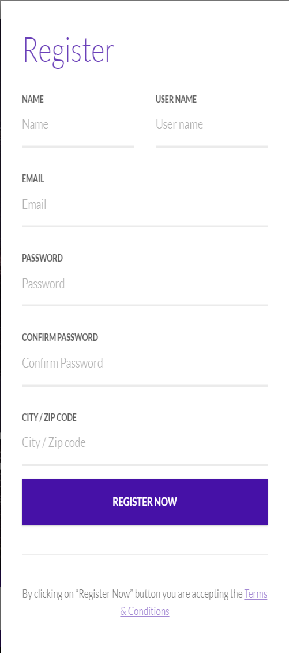 Register
NAME USER NAME
Name User name
EMAIL
Email
PASSWORD
Password
CONFIRM PASSWORD
Confirm Password
CITY / ZIP CODE
City / Zip code
REGISTER NOW
By clicking on “Register Now” button you are accepting the Terms
& Conditions